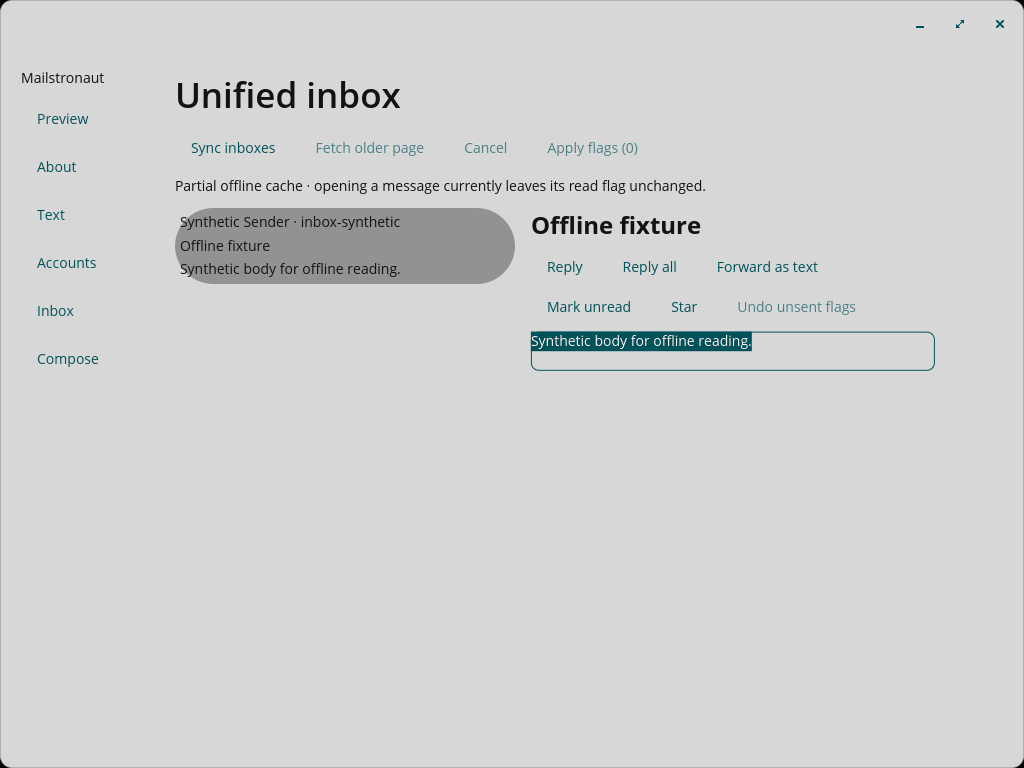 Mailstronaut
Preview
About
Text
Accounts
Inbox
Compose
Unified inbox
Sync inboxes Fetch older page Cancel Apply flags (0)
Partial offline cache · opening a message currently leaves its read flag unchanged.
Synthetic Sender · inbox-synthetic
Offline fixture
Synthetic body for offline reading.
Offline fixture
Reply Reply all Forward as text
Mark unread Star Undo unsent flags
Synthetic body for offline reading.